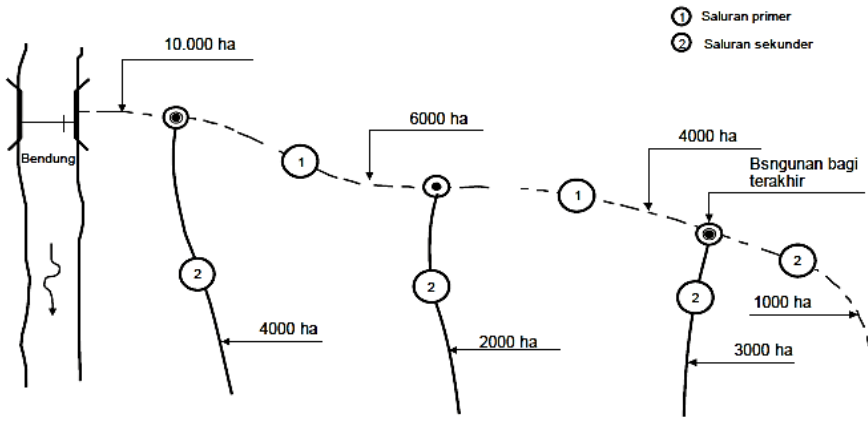 1 Saluran primer
2 Saluran sekunder
10.000 ha
6000 ha
4000 ha
Bsngunan bagi
terakhir
Bendung
1
1
2
2
2
2
1000 ha
4000 ha
2000 ha
3000 ha